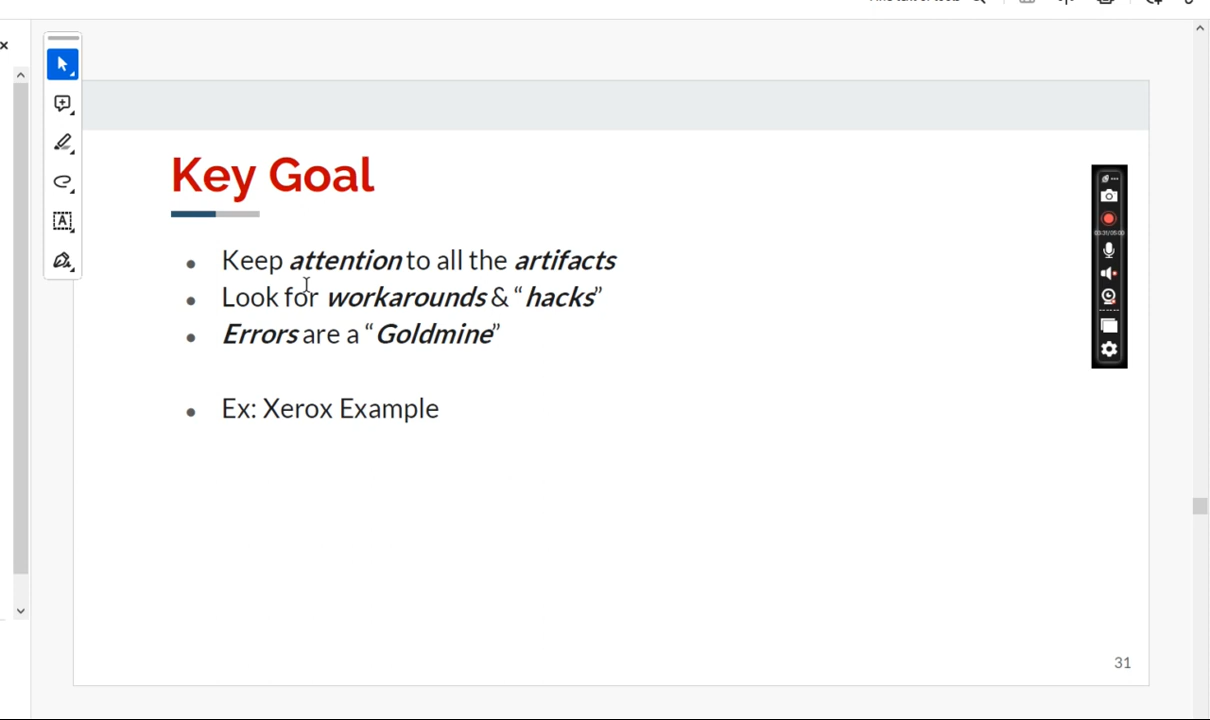 Key Goal
Keep attention to all the artifacts
Look for workarounds & “hacks”
Errors are a “Goldmine”
Ex: Xerox Example
31